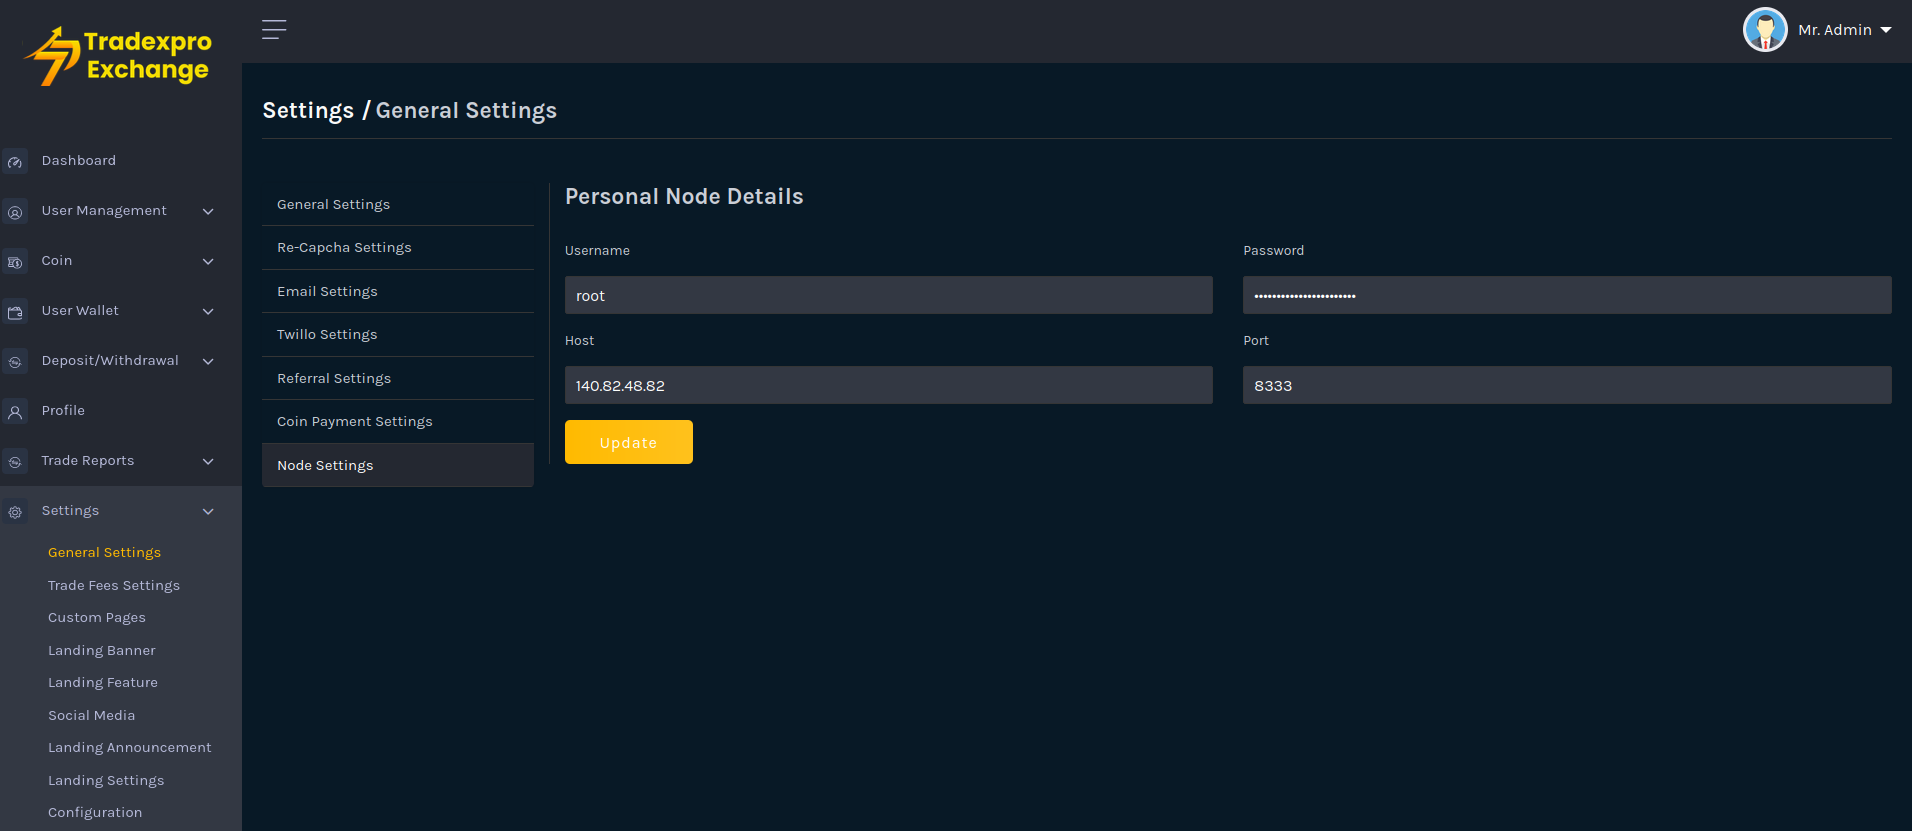 Tradexpro
Exchange
Mr. Admin
Settings / General Settings
Dashboard
User Management
Coin
User Wallet
Deposit/Withdrawal
Profile
Trade Reports
Settings
General Settings
Trade Fees Settings
Custom Pages
Landing Banner
Landing Feature
Social Media
Landing Announcement
Landing Settings
Configuration
General Settings
Re-Capcha Settings
Email Settings
Twillo Settings
Referral Settings
Coin Payment Settings
Node Settings
Personal Node Details
Username
root
Password
Host
140.82.48.82
Port
8333
Update